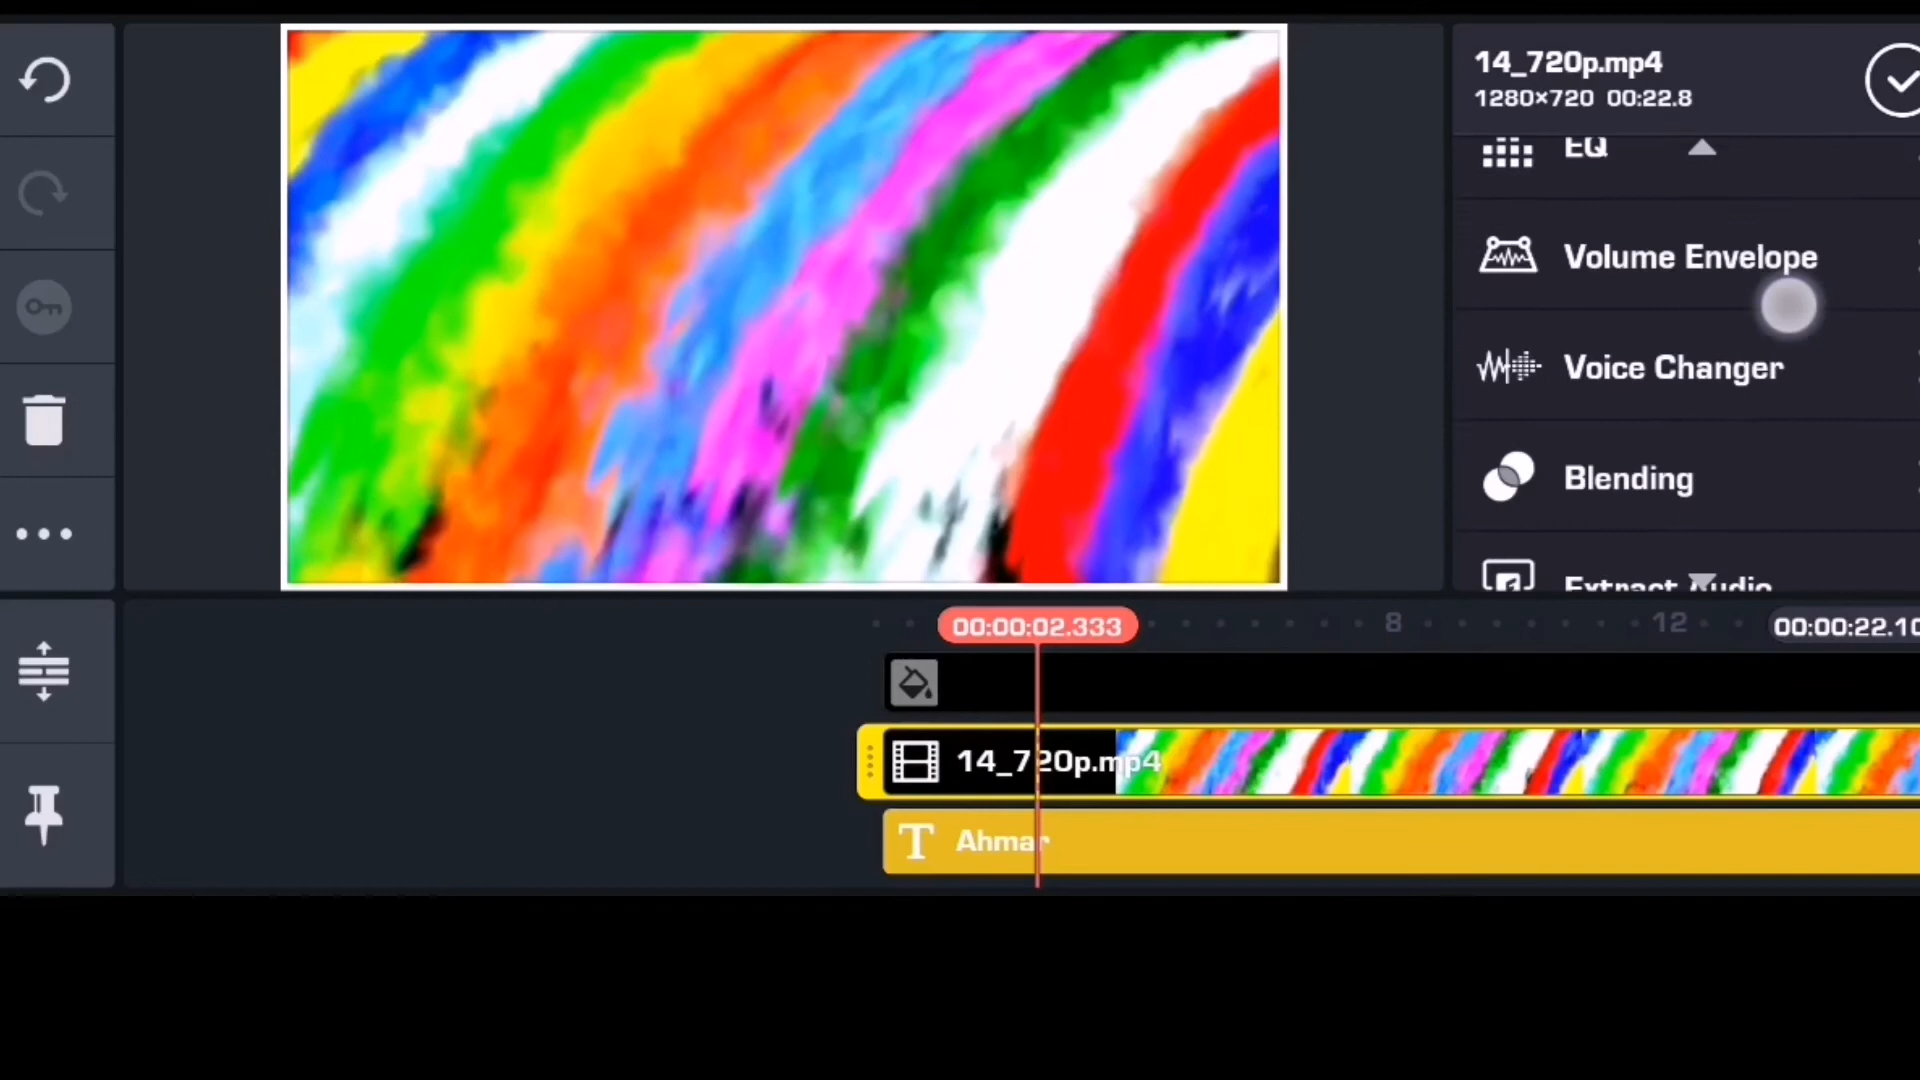 14_720p.mp4
1280×720 00:22.8
EQ
Volume Envelope
Voice Changer
Blending
Extract Audio
00:00:02.333
8
12
00:00:22.10
14_720p.mp4
Ahmar